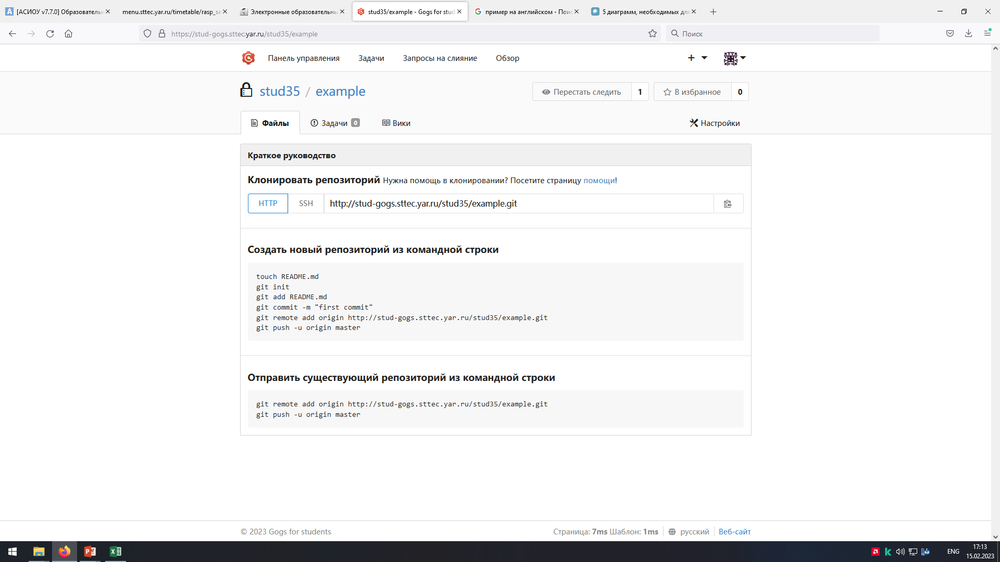 [АСИОУ v7.7.0] Образователь
menu.sttec.yar.ru/timetable/rasp_se
Электронные образовательны
stud35/example - Gogs for stud
пример на английском - Пои
5 диаграмм, необходимых для
https://stud-gogs.sttec.yar.ru/stud35/example
Поиск
Панель управления
Задачи
Запросы на слияние
Обзор
stud35 / example
Перестать следить 1
В избранное 0
Файлы
Задачи 0
Вики
Настройки
Краткое руководство
Клонировать репозиторий Нужна помощь в клонировании? Посетите страницу помощи!
HTTP SSH http://stud-gogs.sttec.yar.ru/stud35/example.git
Создать новый репозиторий из командной строки
touch README.md
git init
git add README.md
git commit -m "first commit"
git remote add origin http://stud-gogs.sttec.yar.ru/stud35/example.git
git push -u origin master
Отправить существующий репозиторий из командной строки
git remote add origin http://stud-gogs.sttec.yar.ru/stud35/example.git
git push -u origin master
© 2023 Gogs for students
Страница: 7ms Шаблон: 1ms
русский
Веб-сайт
ENG
17:13
15.02.2023